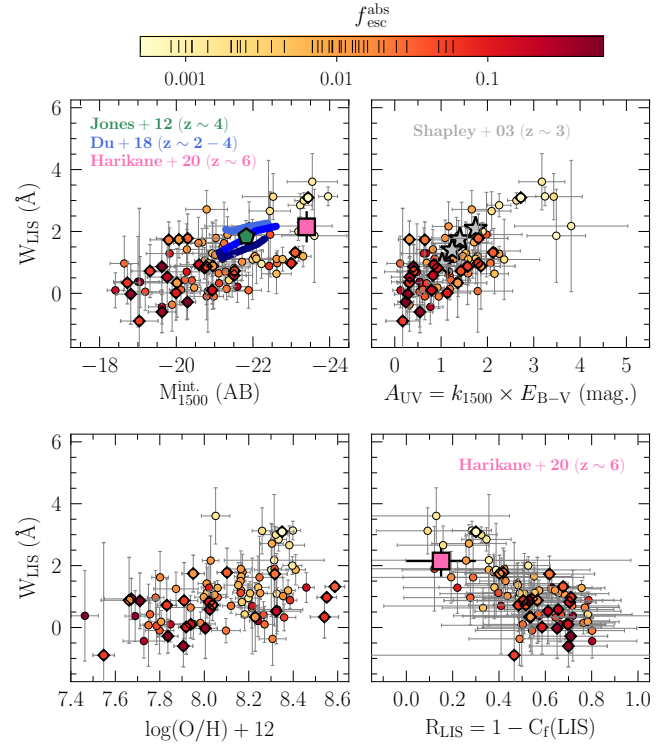 f_esc^abs
0.001 0.01 0.1
Jones + 12 (z ∼ 4)
Du + 18 (z ∼ 2 − 4)
Harikane + 20 (z ∼ 6)
Shapley + 03 (z ∼ 3)
W_LIS (Å)
6
4
2
0
−18 −20 −22 −24
0 1 2 3 4 5
M_1500^int. (AB)
A_UV = k_1500 × E_B−V (mag.)
Harikane + 20 (z ∼ 6)
W_LIS (Å)
6
4
2
0
7.4 7.6 7.8 8.0 8.2 8.4 8.6
0.0 0.2 0.4 0.6 0.8 1.0
log(O/H) + 12
R_LIS = 1 − C_f(LIS)